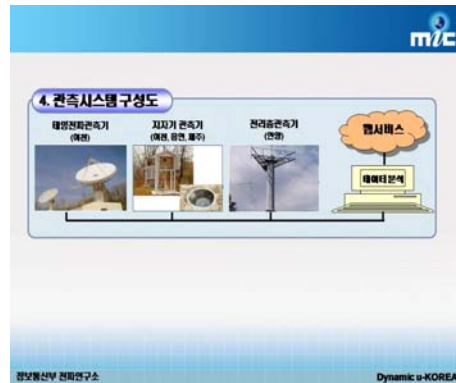 mic
4. 관측시스템 구성도
태양전파관측기
(이천)
지자기 관측기
(이천, 용연, 제주)
전리층관측기
(안양)
웹서비스
데이터분석
정보통신부 전파연구소
Dynamic u-KOREA